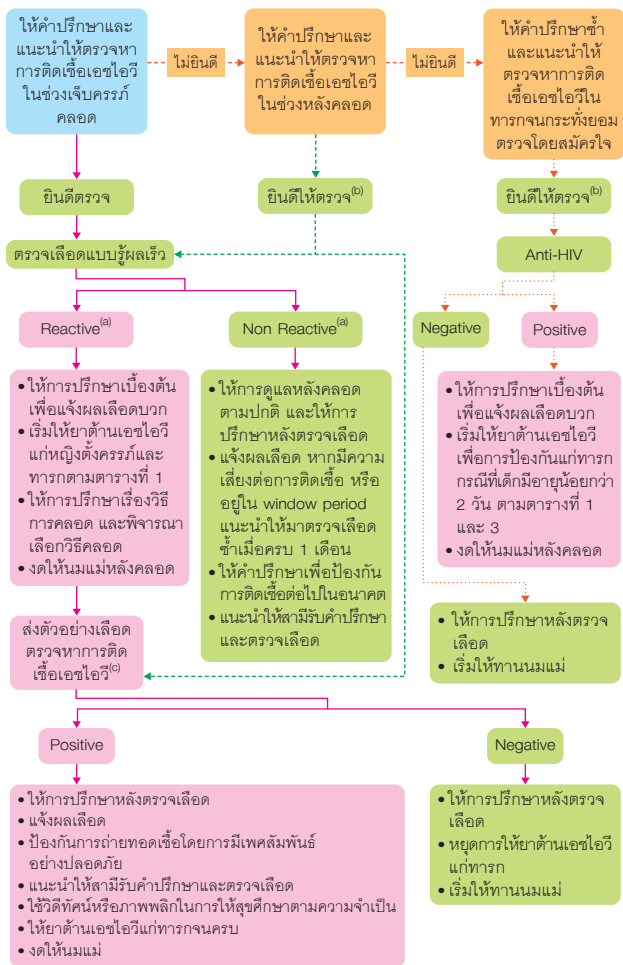 ให้คำปรึกษาและ
แนะนำให้ตรวจหา
การติดเชื้อเอชไอวี
ในช่วงเจ็บครรภ์
คลอด
ไม่ยินดี
ให้คำปรึกษาและ
แนะนำให้ตรวจหา
การติดเชื้อเอชไอวี
ในช่วงหลังคลอด
ไม่ยินดี
ให้คำปรึกษาซ้ำ
และแนะนำให้
ตรวจหาการติด
เชื้อเอชไอวีใน
ทารกจนกระทั่งยอม
ตรวจโดยสมัครใจ
ยินดีตรวจ
ยินดีให้ตรวจ(b)
ยินดีให้ตรวจ(b)
ตรวจเลือดแบบรู้ผลเร็ว
Anti-HIV
Reactive(a)
Non Reactive(a)
Negative
Positive
• ให้การปรึกษาเบื้องต้น
เพื่อแจ้งผลเลือดบวก
• เริ่มให้ยาต้านเอชไอวี
แก่หญิงตั้งครรภ์และ
ทารกตามตารางที่ 1
• ให้การปรึกษาเรื่องวิธี
การคลอด และพิจารณา
เลือกวิธีคลอด
• งดให้นมแม่หลังคลอด
• ให้การดูแลหลังคลอด
ตามปกติ และให้การ
ปรึกษาหลังตรวจเลือด
• แจ้งผลเลือด หากมีความ
เสี่ยงต่อการติดเชื้อ หรือ
อยู่ใน window period
แนะนำให้มาตรวจเลือด
ซ้ำเมื่อครบ 1 เดือน
• ให้คำปรึกษาเพื่อป้องกัน
การติดเชื้อต่อไปในอนาคต
• แนะนำให้สามีรับคำปรึกษา
และตรวจเลือด
• ให้การปรึกษาเบื้องต้น
เพื่อแจ้งผลเลือดบวก
• เริ่มให้ยาต้านเอชไอวี
เพื่อการป้องกันแก่ทารก
กรณีที่เด็กมีอายุน้อยกว่า
2 วัน ตามตารางที่ 1
และ 3
• งดให้นมแม่หลังคลอด
• ให้การปรึกษาหลังตรวจ
เลือด
• เริ่มให้ทานนมแม่
ส่งตัวอย่างเลือด
ตรวจหาการติด
เชื้อเอชไอวี(c)
Positive
Negative
• ให้การปรึกษาหลังตรวจเลือด
• แจ้งผลเลือด
• ป้องกันการถ่ายทอดเชื้อโดยการมีเพศสัมพันธ์
อย่างปลอดภัย
• แนะนำให้สามีรับคำปรึกษาและตรวจเลือด
• ใช้วิดีทัศน์หรือภาพพลิกในการให้สุขศึกษาตามความจำเป็น
• ให้ยาต้านเอชไอวีแก่ทารกจนครบ
• งดให้นมแม่
• ให้การปรึกษาหลังตรวจ
เลือด
• หยุดการให้ยาต้านเอชไอวี
แก่ทารก
• เริ่มให้ทานนมแม่